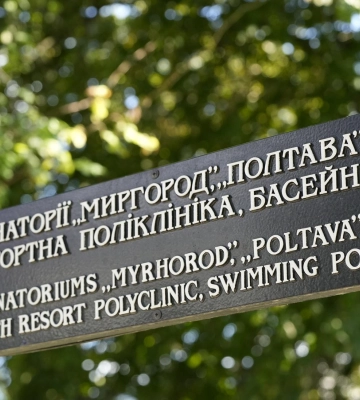 НАТОРІЇ „МИРГОРОД„, „ПОЛТАВА"
ОРТНА ПОЛІКЛІНІКА, БАСЕЙН
NATORIUMS „MYRHOROD", „POLTAVA"
H RESORT POLYCLINIC, SWIMMING PO